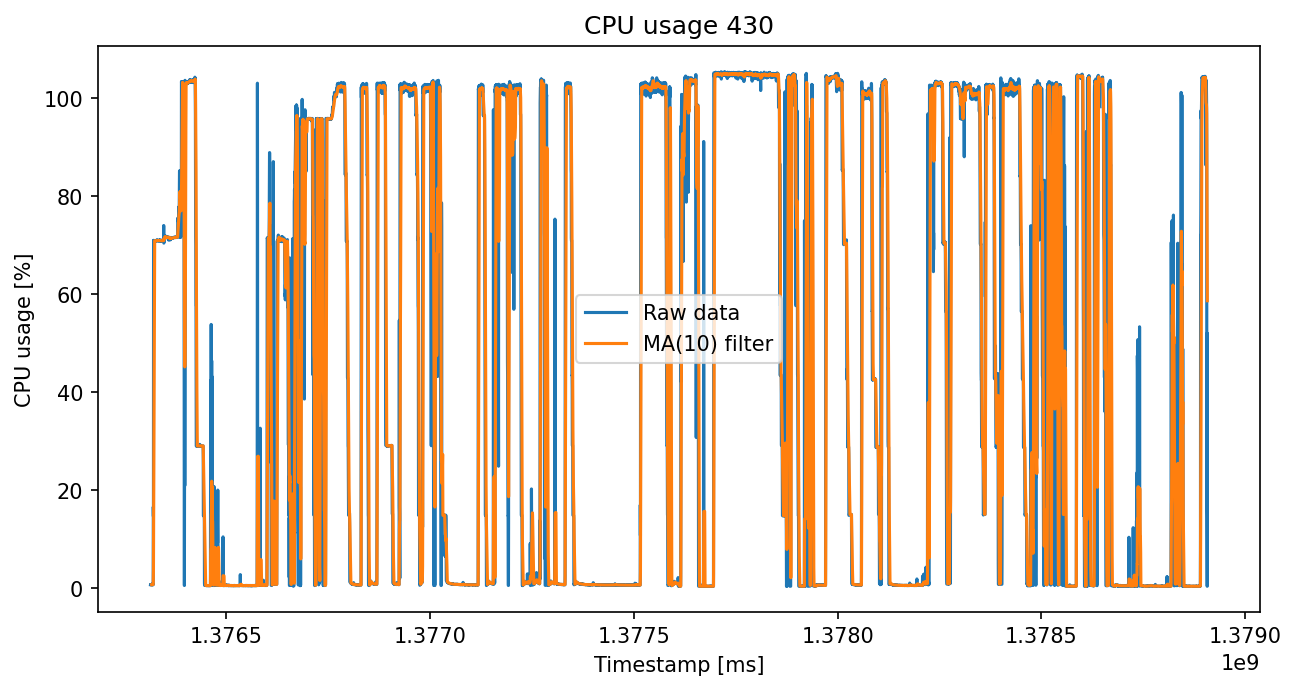 CPU usage 430
CPU usage [%]
100
80
60
40
20
0
Raw data
MA(10) filter
1.3765 1.3770 1.3775 1.3780 1.3785 1.3790
1e9
Timestamp [ms]